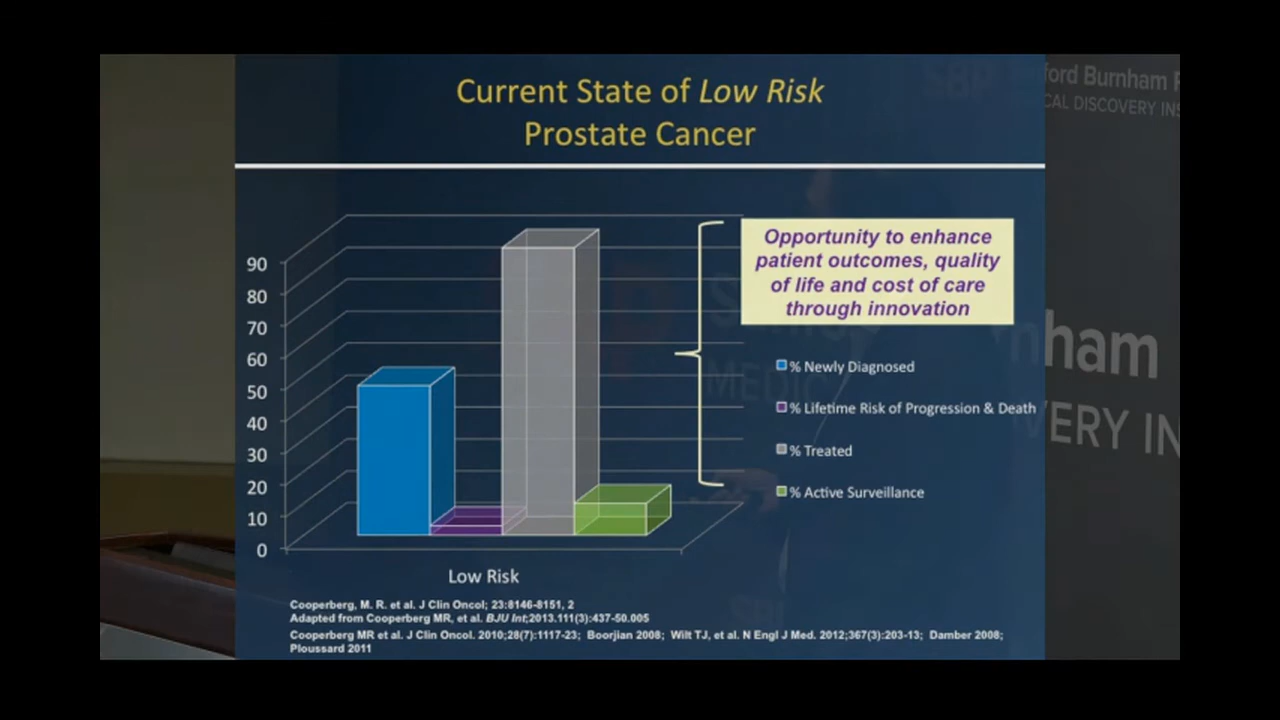 Current State of Low Risk
Prostate Cancer
ford Burnham
CAL DISCOVERY INS
Opportunity to enhance
patient outcomes, quality
of life and cost of care
through innovation
90
80
70
60
50
40
30
20
10
0
% Newly Diagnosed
% Lifetime Risk of Progression & Death
% Treated
% Active Surveillance
nham
VERY IN
Low Risk
Cooperberg, M. R. et al. J Clin Oncol; 23:8146-8151, 2
Adapted from Cooperberg MR, et al. BJU Int;2013.111(3):437-50.005
Cooperberg MR et al. J Clin Oncol. 2010;28(7):1117-23; Boorjian 2008; Wilt TJ, et al. N Engl J Med. 2012;367(3):203-13; Damber 2008;
Ploussard 2011